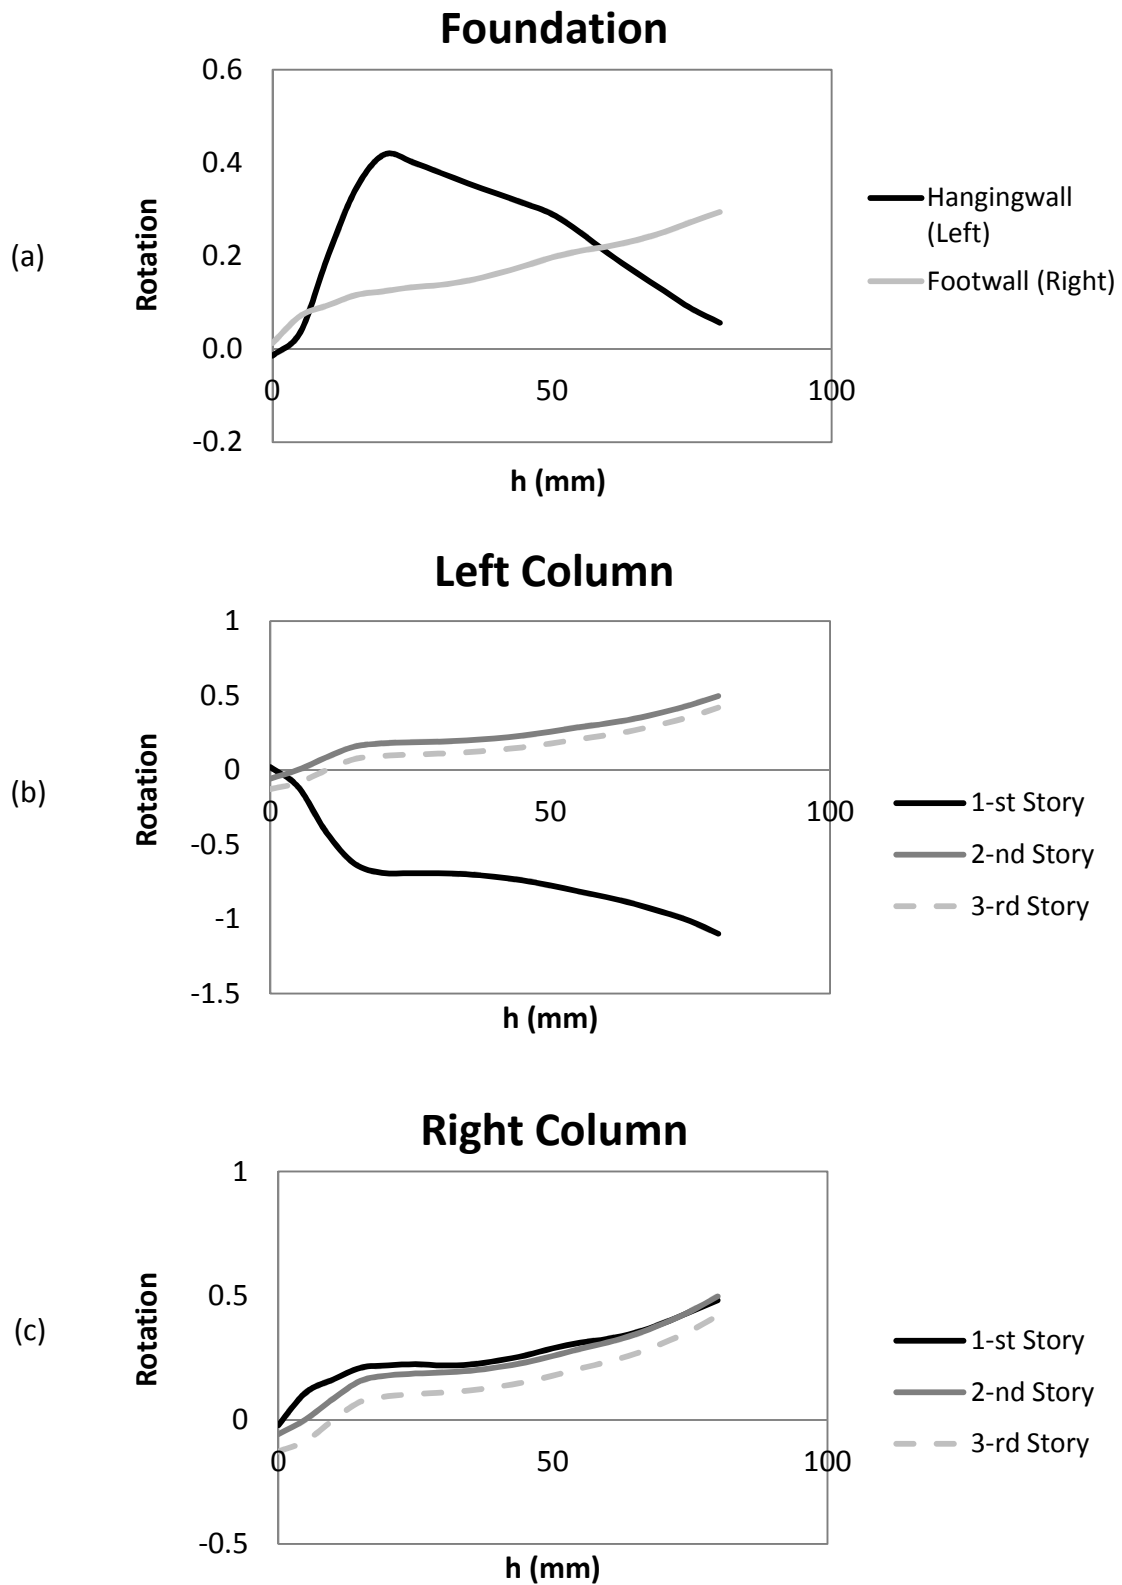 Foundation
0.6
0.4
0.2
0.0
-0.2
0
50
100
Rotation
h (mm)
(a)
Hangingwall
(Left)
Footwall (Right)
Left Column
1
0.5
0
-0.5
-1
-1.5
0
50
100
Rotation
h (mm)
(b)
1-st Story
2-nd Story
3-rd Story
Right Column
1
0.5
0
-0.5
0
50
100
Rotation
h (mm)
(c)
1-st Story
2-nd Story
3-rd Story